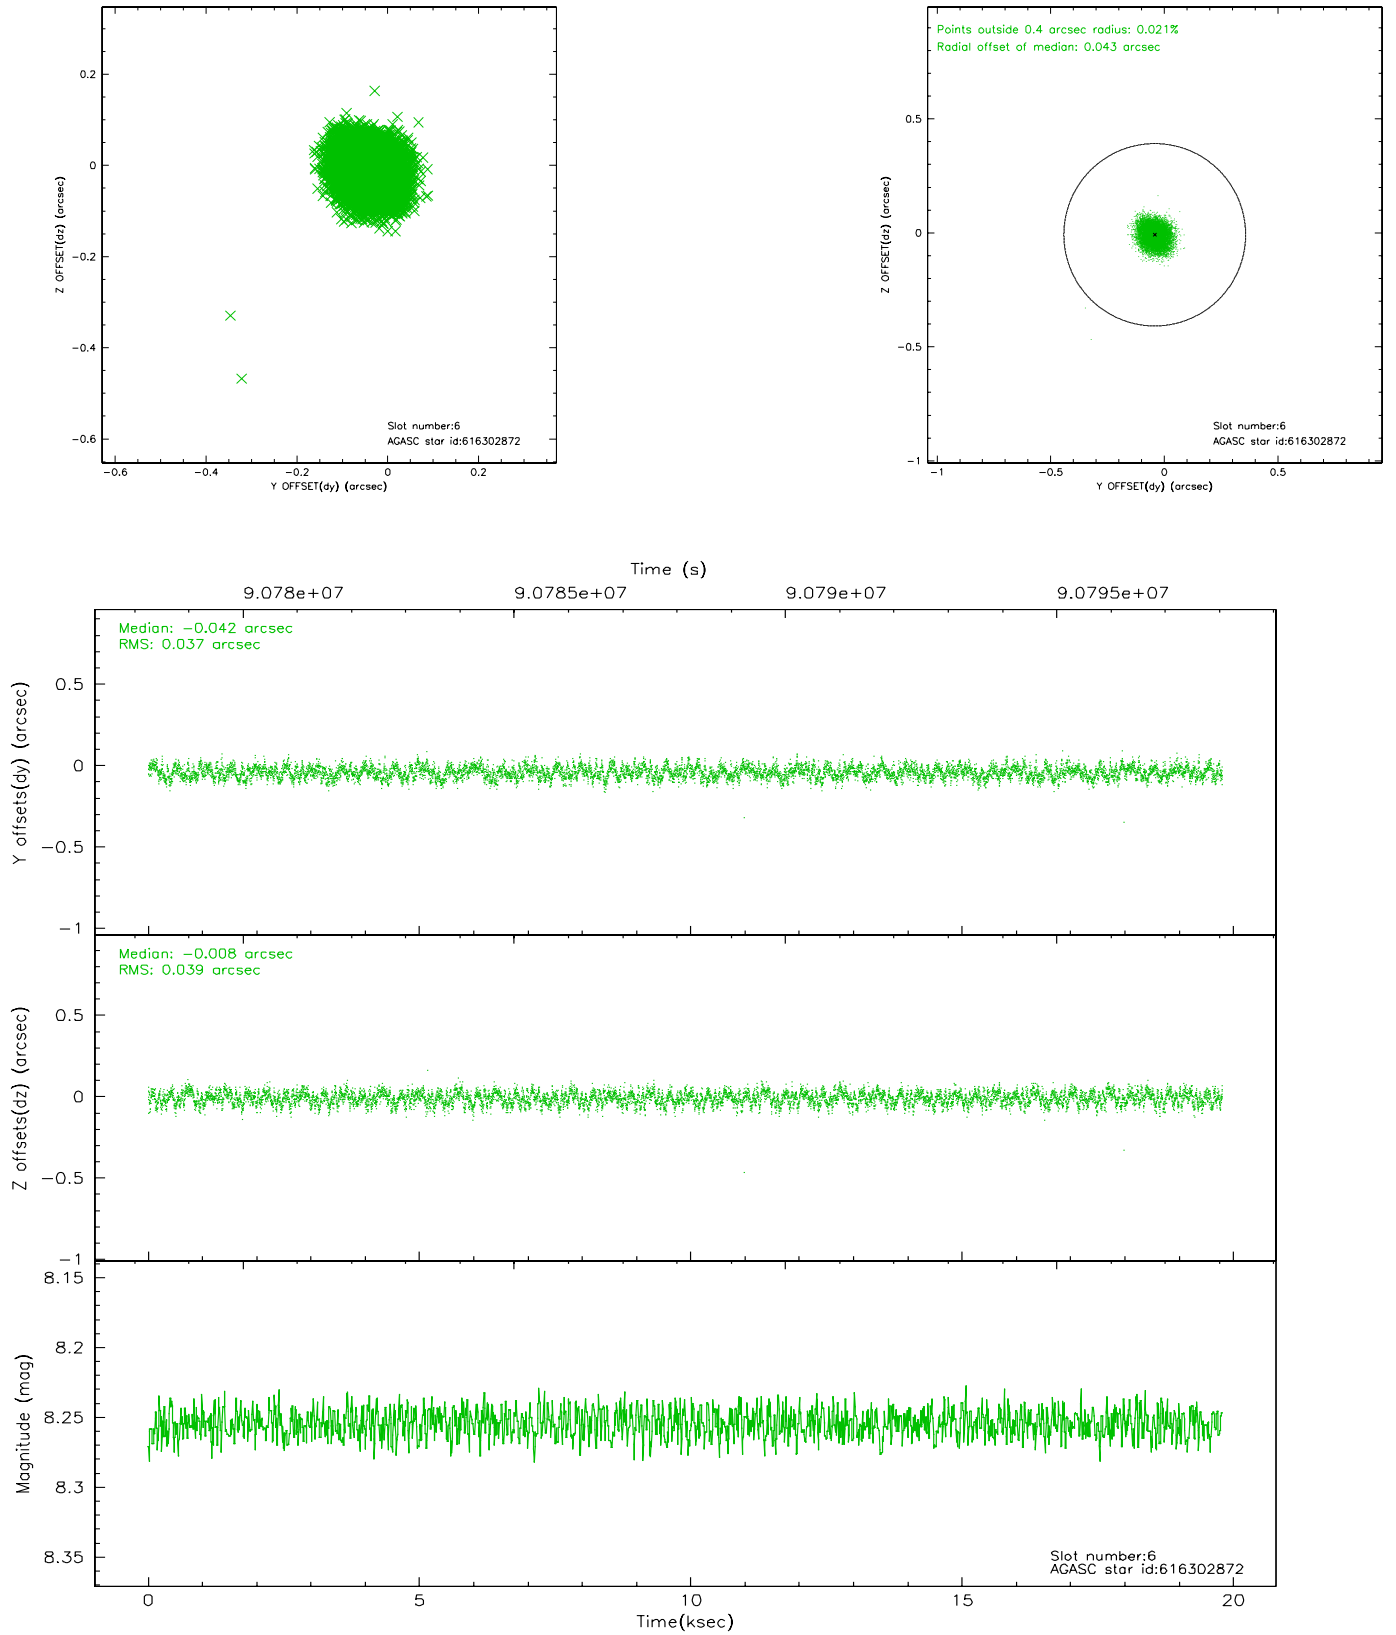 0.2
0
−0.2
−0.4
−0.6
Z OFFSET(dz) (arcsec)
Slot number:6
AGASC star id:616302872
−0.6
−0.4
−0.2
0
0.2
Y OFFSET(dy) (arcsec)
Points outside 0.4 arcsec radius: 0.021%
Radial offset of median: 0.043 arcsec
0.5
0
−0.5
−1
Z OFFSET(dz) (arcsec)
Slot number:6
AGASC star id:616302872
−1
−0.5
0
0.5
Y OFFSET(dy) (arcsec)
Time (s)
9.078e+07
9.0785e+07
9.079e+07
9.0795e+07
Median: −0.042 arcsec
RMS: 0.037 arcsec
0.5
0
−0.5
−1
Y offsets(dy) (arcsec)
Median: −0.008 arcsec
RMS: 0.039 arcsec
0.5
0
−0.5
−1
Z offsets(dz) (arcsec)
8.15
8.2
8.25
8.3
8.35
Magnitude (mag)
Slot number:6
AGASC star id:616302872
0
5
10
15
20
Time(ksec)